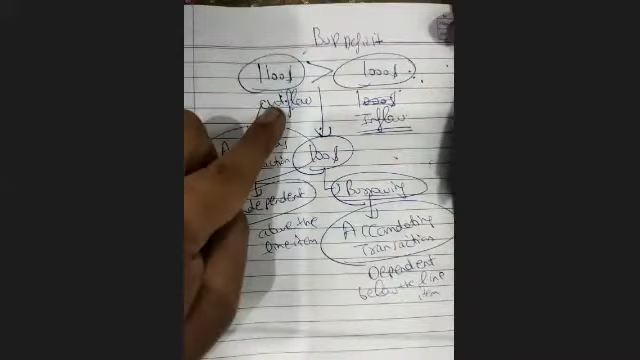 BOP Deficit
1100$ > 1000$
outflow
1000$
Inflow
100$
Borrowing
dependent
Accomodating
above the
Transaction
line item
Dependent
below the line
item